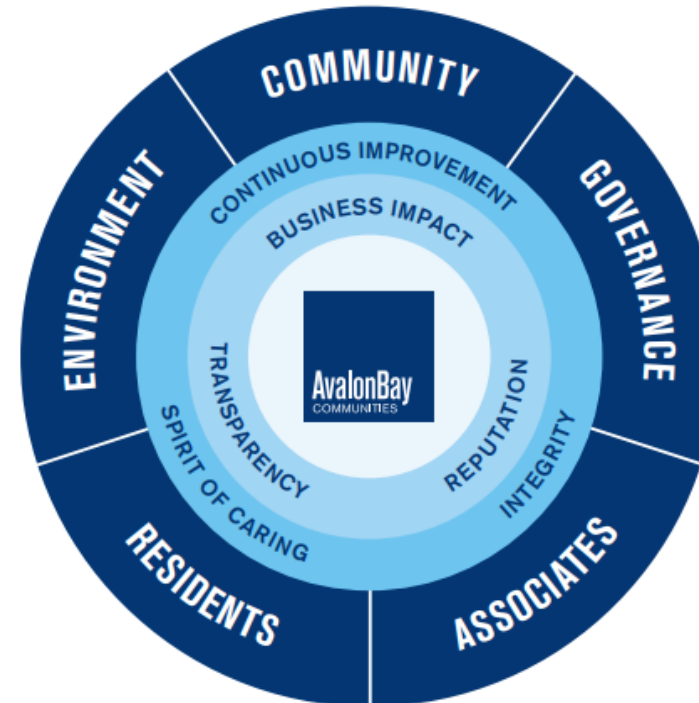 COMMUNITY
GOVERNANCE
ASSOCIATES
RESIDENTS
ENVIRONMENT
CONTINUOUS IMPROVEMENT
INTEGRITY
SPIRIT OF CARING
BUSINESS IMPACT
REPUTATION
TRANSPARENCY
AvalonBay
COMMUNITIES